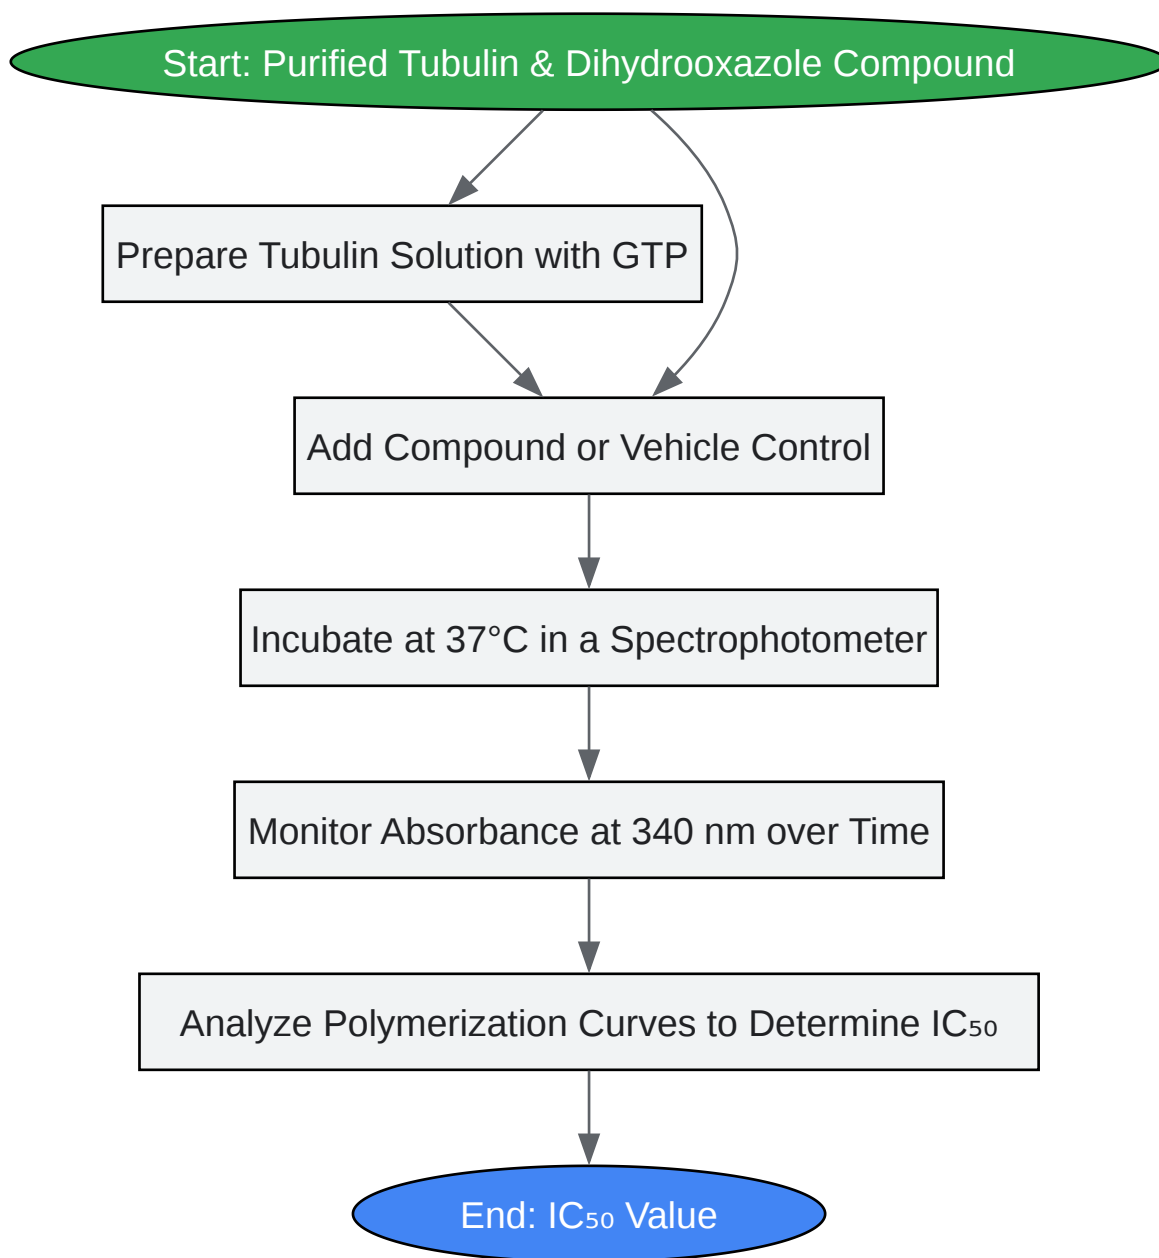 Start: Purified Tubulin & Dihydrooxazole Compound
Prepare Tubulin Solution with GTP
Add Compound or Vehicle Control
Incubate at 37°C in a Spectrophotometer
Monitor Absorbance at 340 nm over Time
Analyze Polymerization Curves to Determine IC₅₀
End: IC₅₀ Value